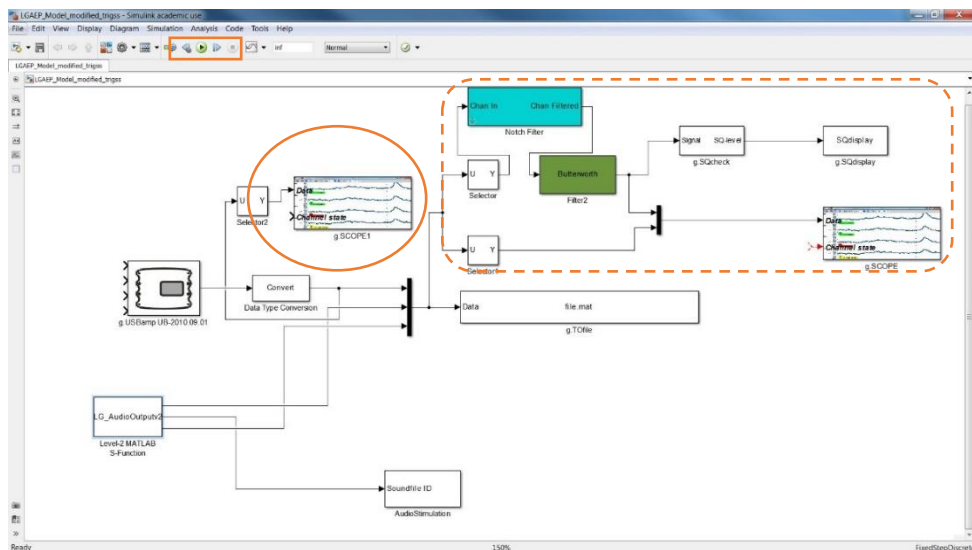 LGAEP_Model_modified_trigss - Simulink academic use
File Edit View Display Diagram Simulation Analysis Code Tools Help
inf Normal
LGAEP_Model_modified_trigss
LGAEP_Model_modified_trigss
Chan In Chan Filtered
Notch Filter
Signal SQ-level
g.SQcheck
SQdisplay
g.SQdisplay
U Y
Selector
Butterworth
Filter2
U Y
Selector2
Data
Channel state
g.SCOPE1
Data
Channel state
g.SCOPE
U Y
Convert
Data Type Conversion
g.USBamp UB-2010.09.01
Data file.mat
g.TOfile
LG_AudioOutputv2
Level-2 MATLAB
S-Function
Soundfile ID
AudioStimulation
Ready 150% FixedStepDiscrete